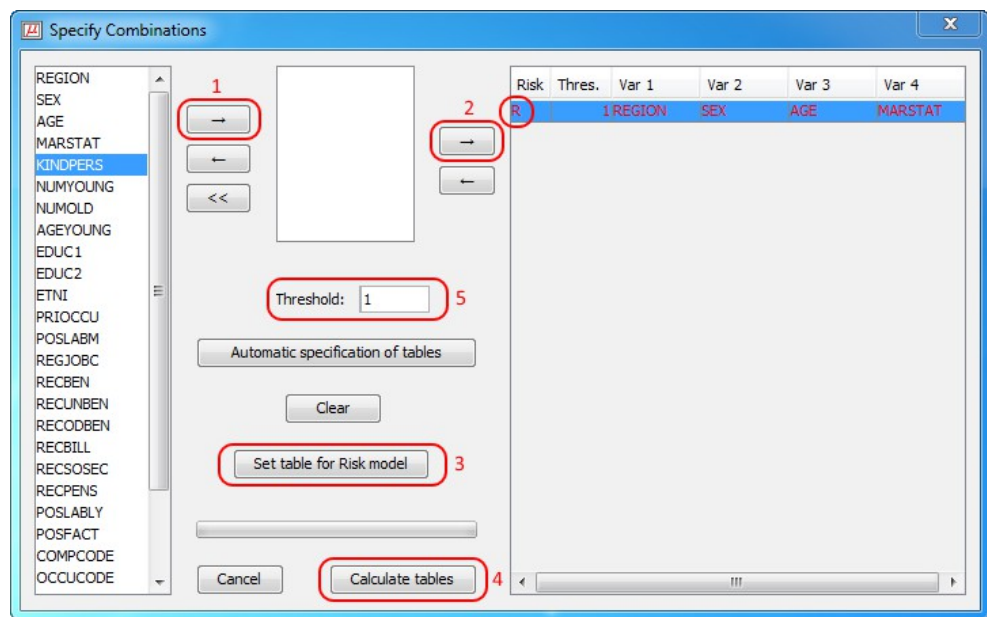 μ Specify Combinations
X
REGION
SEX
AGE
MARSTAT
KINDPERS
NUMYOUNG
NUMOLD
AGEYOUNG
EDUC1
EDUC2
ETNI
PRIOCCU
POSLABM
REGJOBC
RECBEN
RECUNBEN
RECODBEN
RECBILL
RECSOSEC
RECPENS
POSLABLY
POSFACT
COMPCODE
OCCUCODE
1
→
←
<<
2
→
←
Threshold: 1 5
Automatic specification of tables
Clear
Set table for Risk model 3
Cancel Calculate tables 4
Risk Thres. Var 1 Var 2 Var 3 Var 4
R 1 REGION SEX AGE MARSTAT